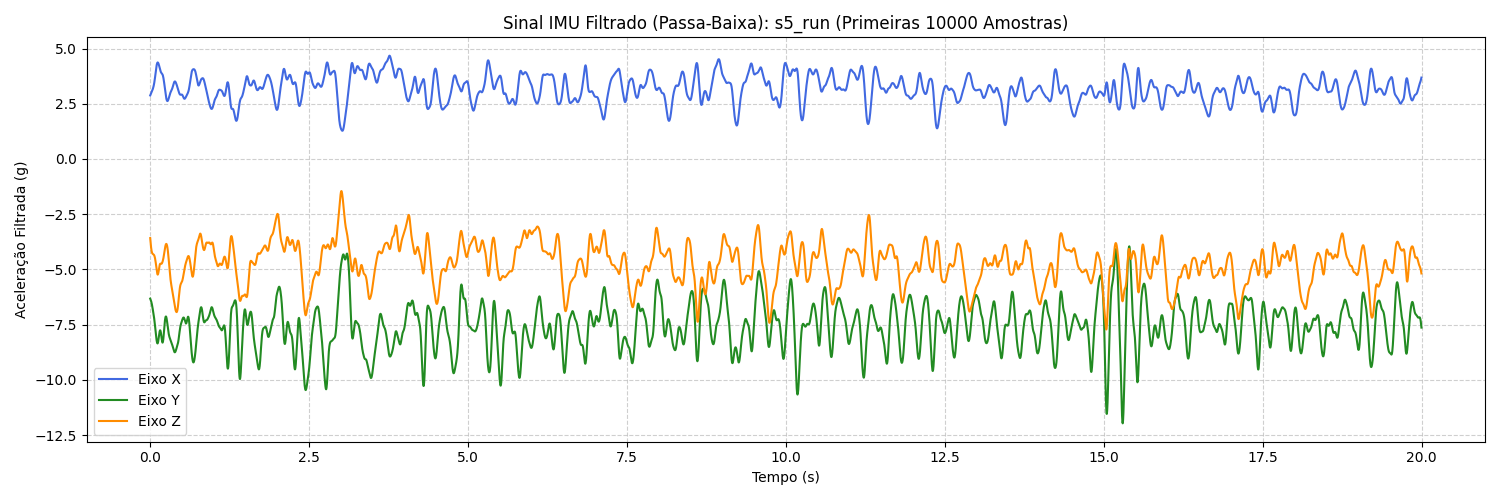 Sinal IMU Filtrado (Passa-Baixa): s5_run (Primeiras 10000 Amostras)
Aceleração Filtrada (g)
5.0
2.5
0.0
−2.5
−5.0
−7.5
−10.0
−12.5
Eixo X
Eixo Y
Eixo Z
0.0 2.5 5.0 7.5 10.0 12.5 15.0 17.5 20.0
Tempo (s)